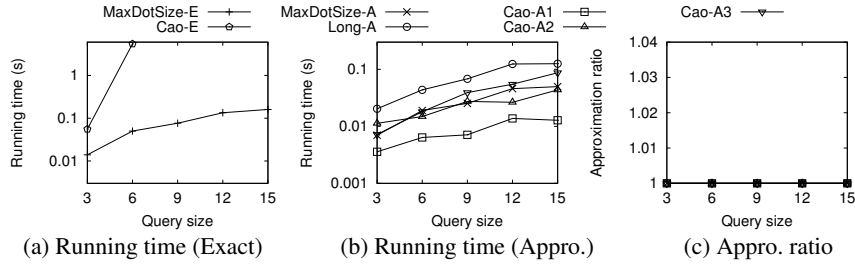 MaxDotSize-E
Cao-E
MaxDotSize-A
Long-A
Cao-A1
Cao-A2
Cao-A3
Running time (s)
1
0.1
0.01
3 6 9 12 15
Query size
(a) Running time (Exact)
Running time (s)
0.1
0.01
0.001
3 6 9 12 15
Query size
(b) Running time (Appro.)
Approximation ratio
1.04
1.03
1.02
1.01
1
3 6 9 12 15
Query size
(c) Appro. ratio